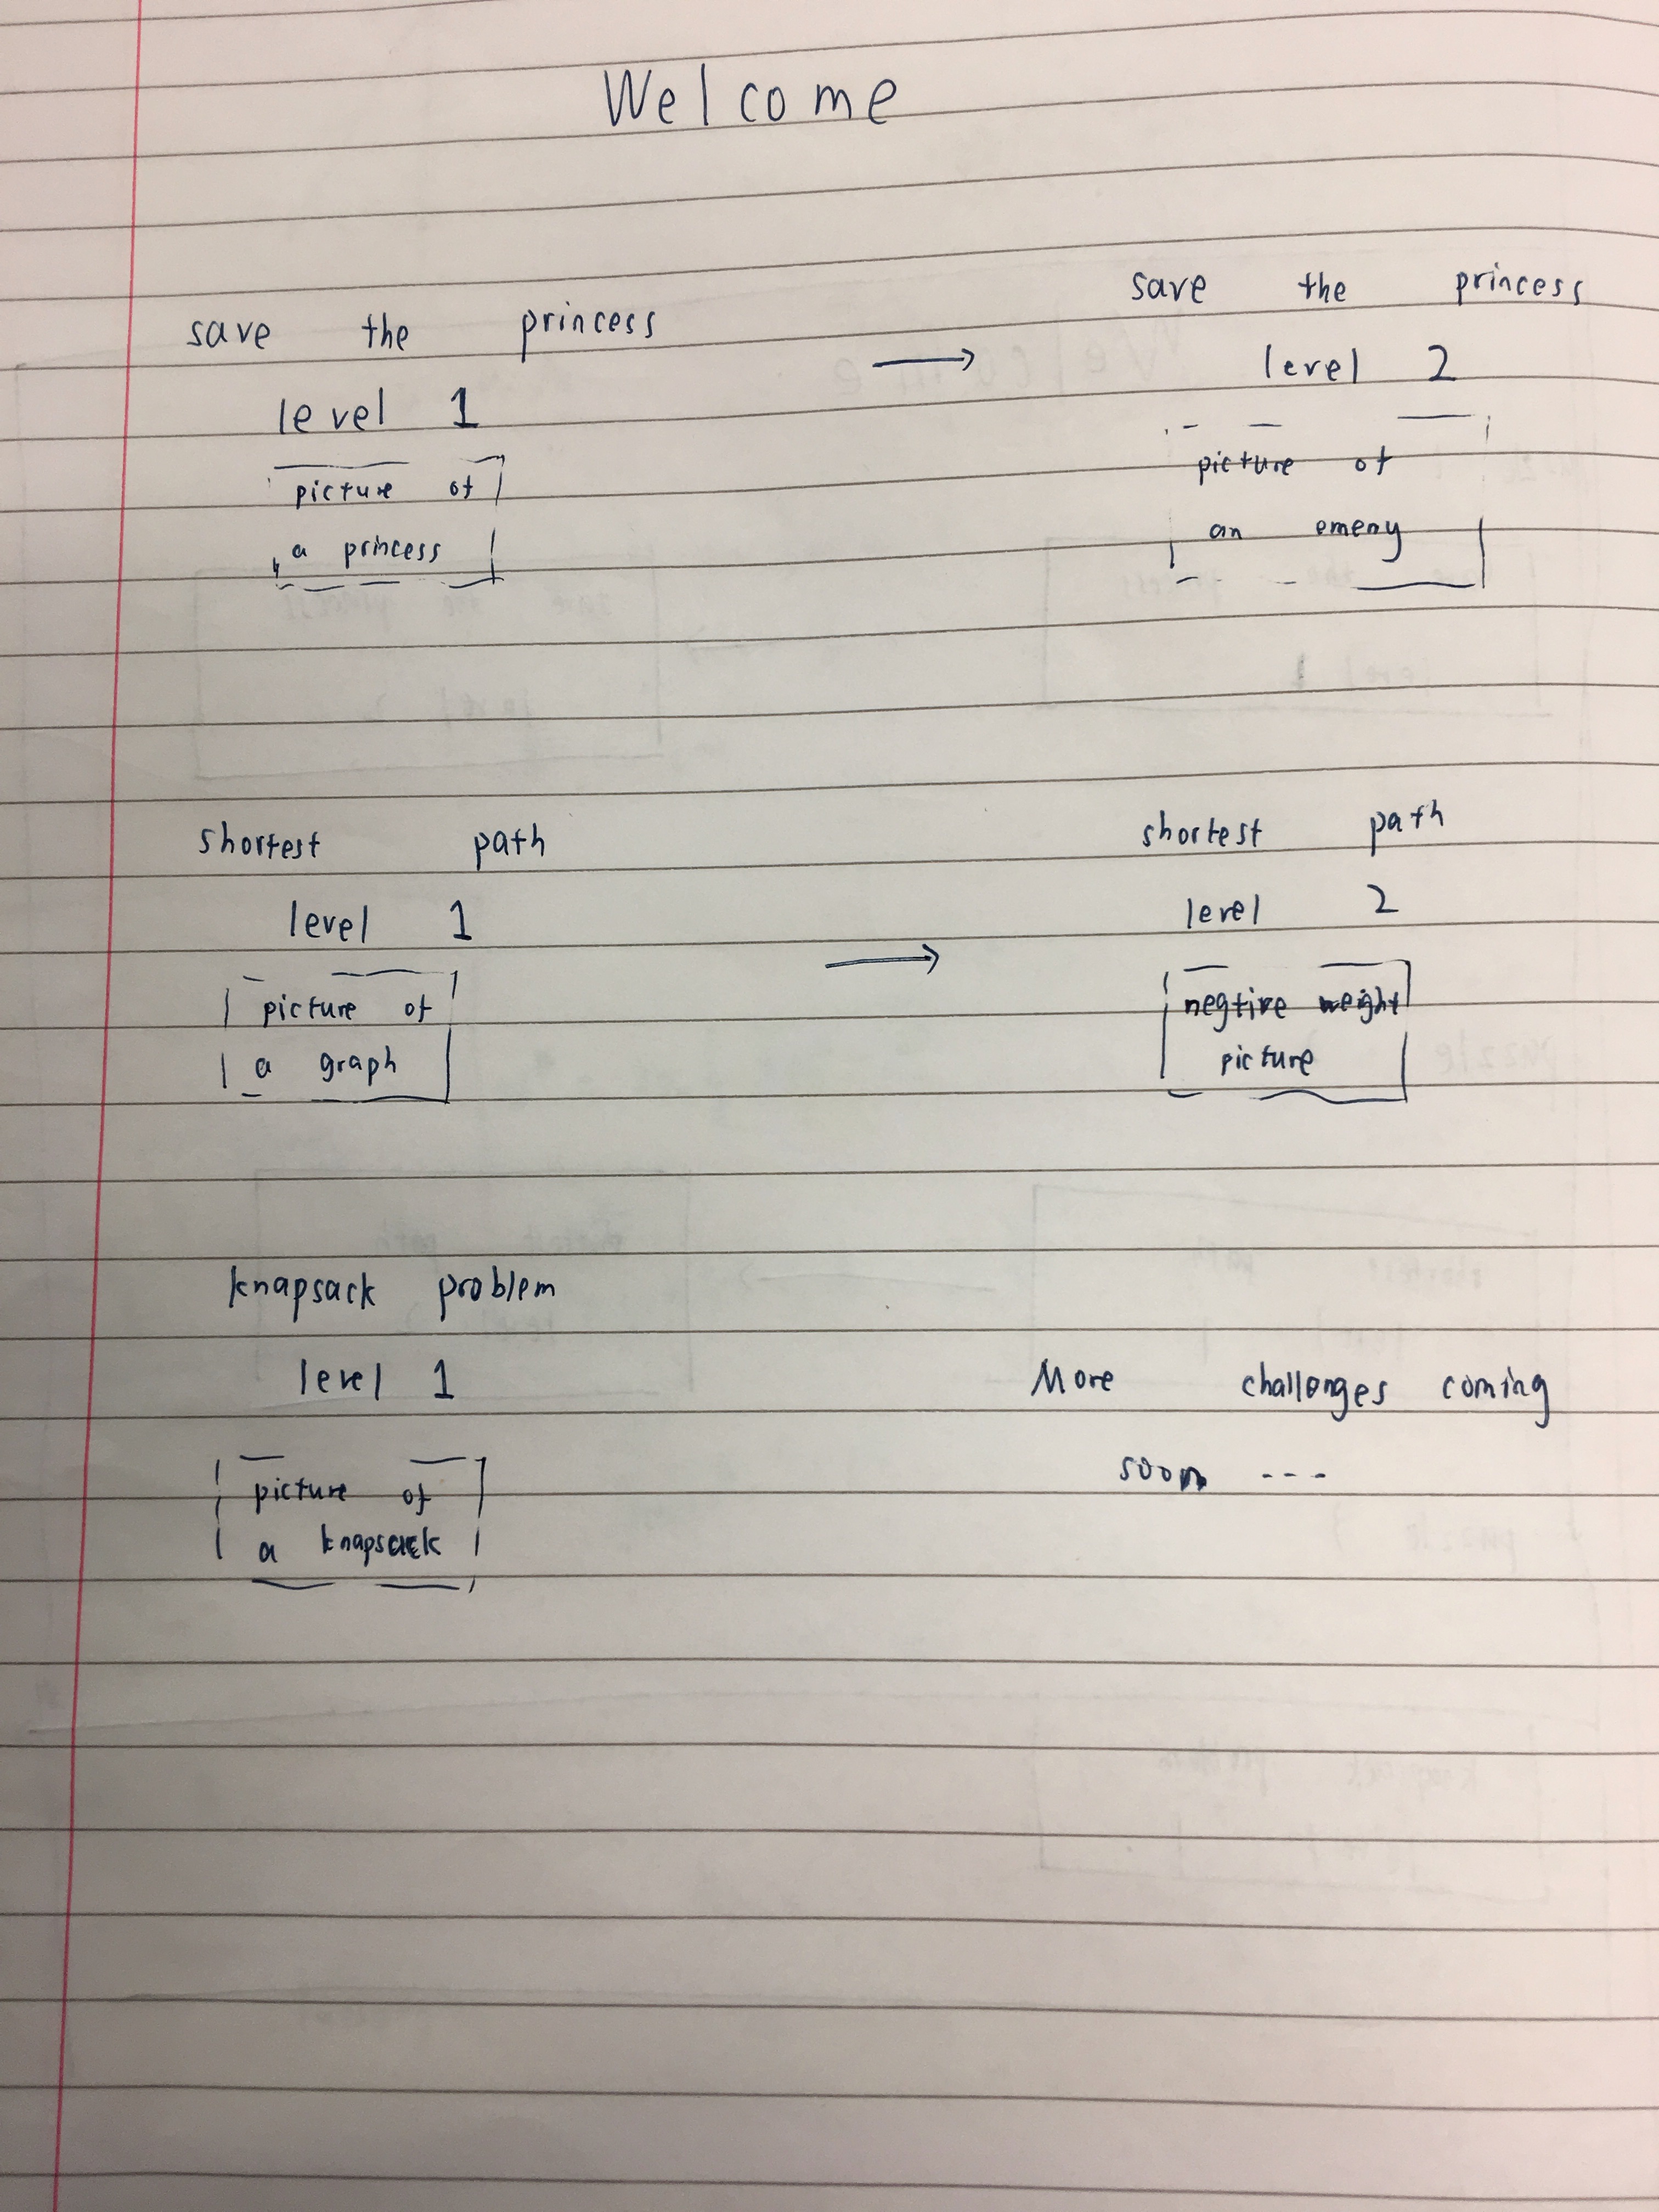 Welcome
save the princess
level 1
picture of
a princess
save the princess
level 2
picture of
an emeny
shortest path
level 1
picture of
a graph
shortest path
level 2
negtive weight
picture
knapsack problem
level 1
picture of
a knapsack
More challenges coming
soon ---